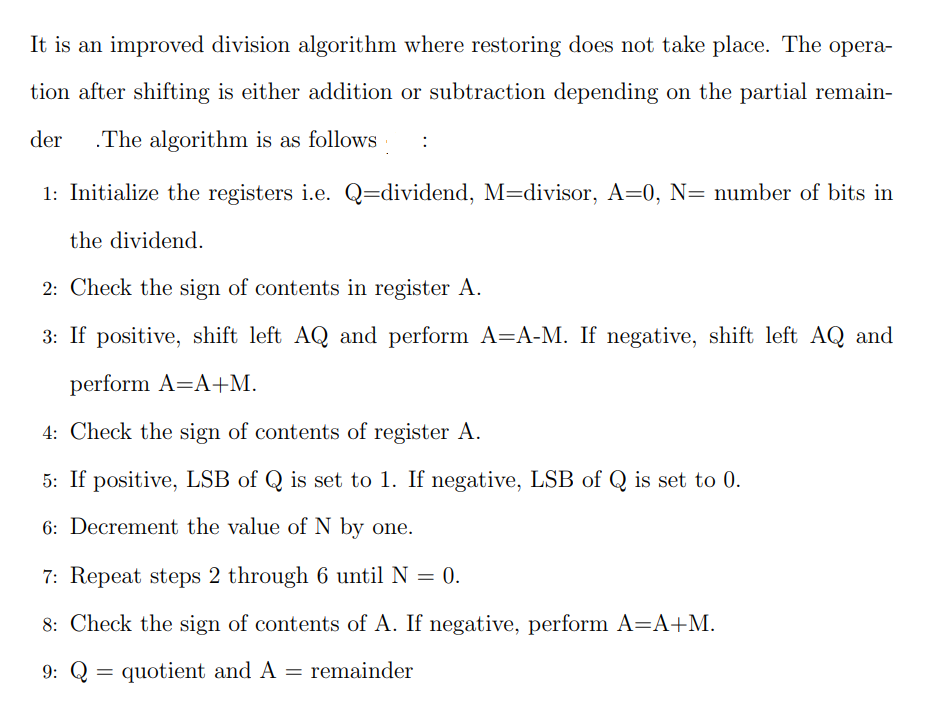 It is an improved division algorithm where restoring does not take place. The opera-
tion after shifting is either addition or subtraction depending on the partial remain-
der .The algorithm is as follows :
1: Initialize the registers i.e. Q=dividend, M=divisor, A=0, N= number of bits in
the dividend.
2: Check the sign of contents in register A.
3: If positive, shift left AQ and perform A=A-M. If negative, shift left AQ and
perform A=A+M.
4: Check the sign of contents of register A.
5: If positive, LSB of Q is set to 1. If negative, LSB of Q is set to 0.
6: Decrement the value of N by one.
7: Repeat steps 2 through 6 until N = 0.
8: Check the sign of contents of A. If negative, perform A=A+M.
9: Q = quotient and A = remainder